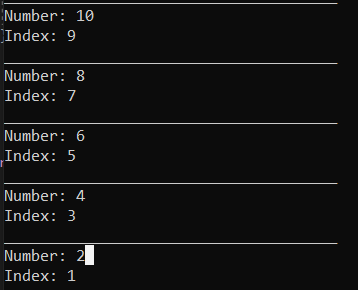 Number: 10
Index: 9
Number: 8
Index: 7
Number: 6
Index: 5
Number: 4
Index: 3
Number: 2
Index: 1